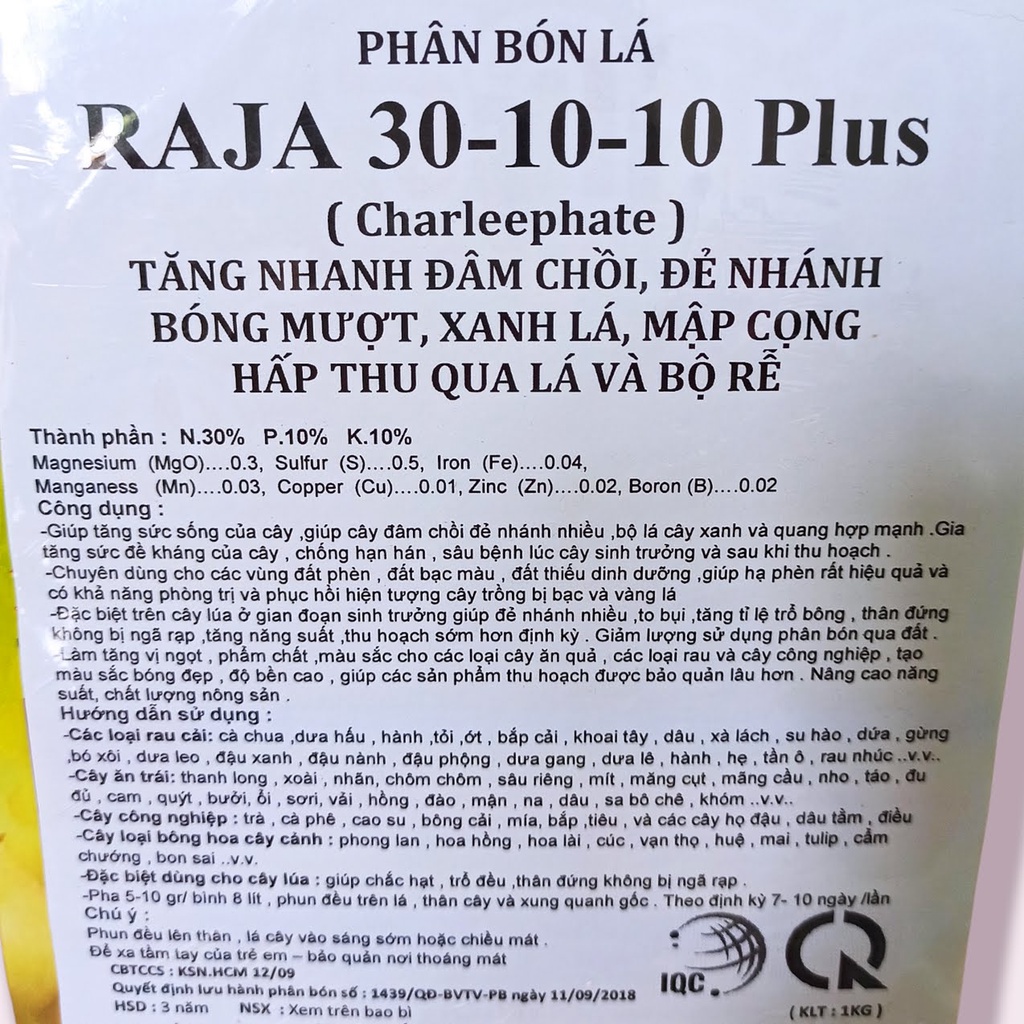 PHÂN BÓN LÁ
RAJA 30-10-10 Plus
( Charleephate )
TĂNG NHANH ĐÂM CHỒI, ĐẺ NHÁNH
BÓNG MƯỢT, XANH LÁ, MẬP CỌNG
HẤP THU QUA LÁ VÀ BỘ RỄ
Thành phần : N.30% P.10% K.10%
Magnesium (MgO)....0.3, Sulfur (S)....0.5, Iron (Fe)....0.04,
Manganess (Mn)....0.03, Copper (Cu)....0.01, Zinc (Zn)....0.02, Boron (B)....0.02
Công dụng :
-Giúp tăng sức sống của cây ,giúp cây đâm chồi đẻ nhánh nhiều ,bộ lá cây xanh và quang hợp mạnh .Gia
tăng sức đề kháng của cây , chống hạn hán , sâu bệnh lúc cây sinh trưởng và sau khi thu hoạch .
-Chuyên dùng cho các vùng đất phèn , đất bạc màu , đất thiếu dinh dưỡng ,giúp hạ phèn rất hiệu quả và
có khả năng phòng trị và phục hồi hiện tượng cây trồng bị bạc và vàng lá
-Đặc biệt trên cây lúa ở gian đoạn sinh trưởng giúp đẻ nhánh nhiều ,to bụi ,tăng tỉ lệ trổ bông , thân đứng
không bị ngã rạp ,tăng năng suất ,thu hoạch sớm hơn định kỳ . Giảm lượng sử dụng phân bón qua đất .
-Làm tăng vị ngọt , phẩm chất ,màu sắc cho các loại cây ăn quả , các loại rau và cây công nghiệp , tạo
màu sắc bóng đẹp , độ bền cao , giúp các sản phẩm thu hoạch được bảo quản lâu hơn . Nâng cao năng
suất, chất lượng nông sản .
Hướng dẫn sử dụng :
-Các loại rau cải: cà chua ,dưa hấu , hành ,tỏi ,ớt , bắp cải , khoai tây , dâu , xà lách , su hào , dứa , gừng
,bó xôi , dưa leo , đậu xanh , đậu nành , đậu phộng , dưa gang , dưa lê , hành , hẹ , tần ô , rau nhúc ..v.v..
-Cây ăn trái: thanh long , xoài , nhãn , chôm chôm , sâu riêng , mít , măng cụt , mãng cầu , nho , táo , đu
đủ , cam , quýt , bưởi, ổi , sơri , vải , hồng , đào , mận , na , dâu , sa bô chê , khóm ..v.v..
-Cây công nghiệp : trà , cà phê , cao su , bông cải , mía, bắp ,tiêu , và các cây họ đậu , dâu tằm , điều
-Cây loại bông hoa cây cảnh : phong lan , hoa hồng , hoa lài , cúc , vạn thọ , huệ , mai , tulip , cẩm
chướng , bon sai ..v.v.
-Đặc biệt dùng cho cây lúa : giúp chắc hạt , trổ đều ,thân đứng không bị ngã rạp .
-Pha 5-10 gr/ bình 8 lít , phun đều trên lá , thân cây và xung quanh gốc . Theo định kỳ 7- 10 ngày /lần
Chú ý :
Phun đều lên thân , lá cây vào sáng sớm hoặc chiều mát .
Để xa tầm tay của trẻ em – bảo quản nơi thoáng mát
CBTCCS : KSN.HCM 12/09
Quyết định lưu hành phân bón số : 1439/QĐ-BVTV-PB ngày 11/09/2018
HSD : 3 năm NSX : Xem trên bao bì
IQC
( KLT : 1KG )